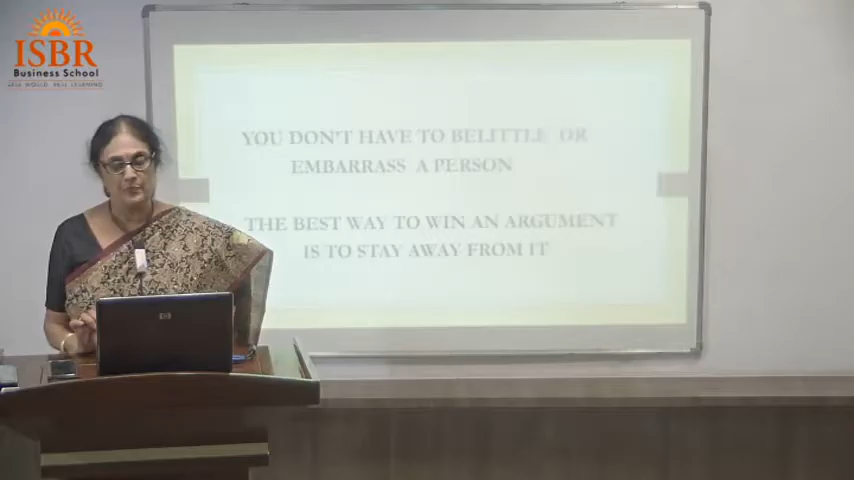 ISBR
Business School
YOU DON'T HAVE TO BELITTLE OR
EMBARRASS A PERSON
THE BEST WAY TO WIN AN ARGUMENT
IS TO STAY AWAY FROM IT
hp